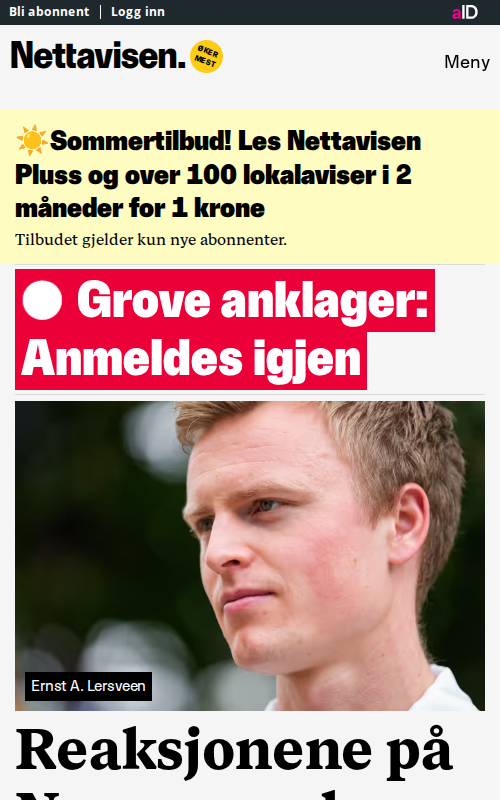 Bli abonnent
Logg inn
aID
Nettavisen.
ØKER
MEST
Meny
☀️Sommertilbud! Les Nettavisen
Pluss og over 100 lokalaviser i 2
måneder for 1 krone
Tilbudet gjelder kun nye abonnenter.
Grove anklager:
Anmeldes igjen
Ernst A. Lersveen
Reaksjonene på